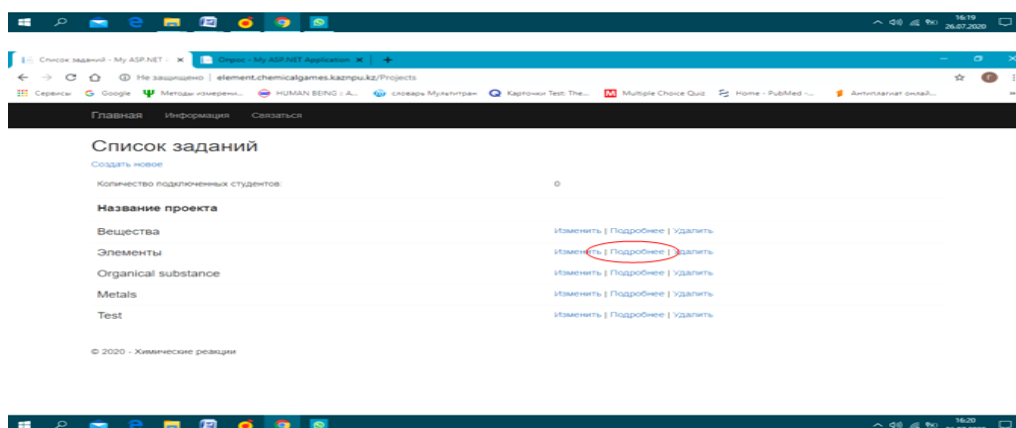 16:19
26.07.2020
Список заданий - My ASP.NET
Опрос - My ASP.NET Application
Не защищено | element.chemicalgames.kaznpu.kz/Projects
Сервисы Google Методы измерени... HUMAN BEING : A... словарь Мультитран Карточки Test: The... Multiple Choice Quiz Home - PubMed -... Антиплагиат онлай...
Главная Информация Связаться
Список заданий
Создать новое
Количество подключенных студентов: 0
Название проекта
Вещества Изменить | Подробнее | Удалить
Элементы Изменить | Подробнее | Удалить
Organical substance Изменить | Подробнее | Удалить
Metals Изменить | Подробнее | Удалить
Test Изменить | Подробнее | Удалить
© 2020 - Химические реакции
16:20